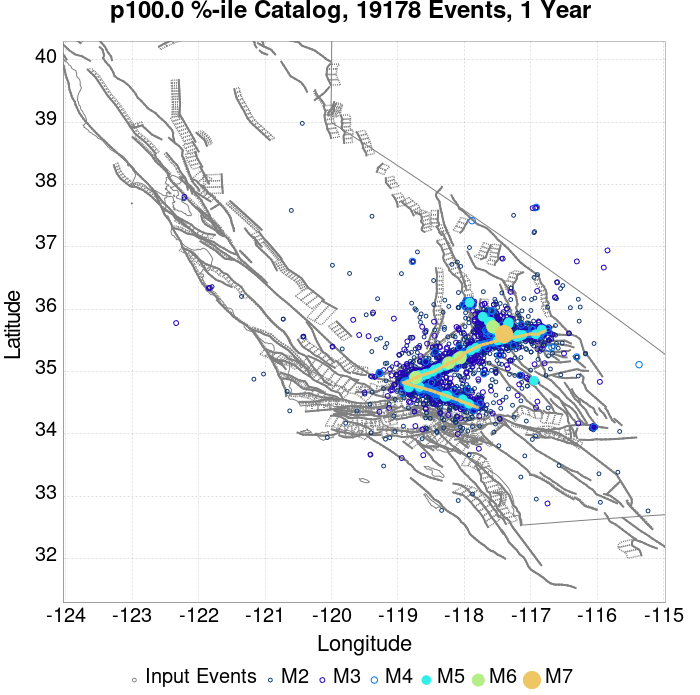 p100.0 %-ile Catalog, 19178 Events, 1 Year
40
39
38
37
36
35
34
33
32
Latitude
-124 -123 -122 -121 -120 -119 -118 -117 -116 -115
Longitude
Input Events M2 M3 M4 M5 M6 M7